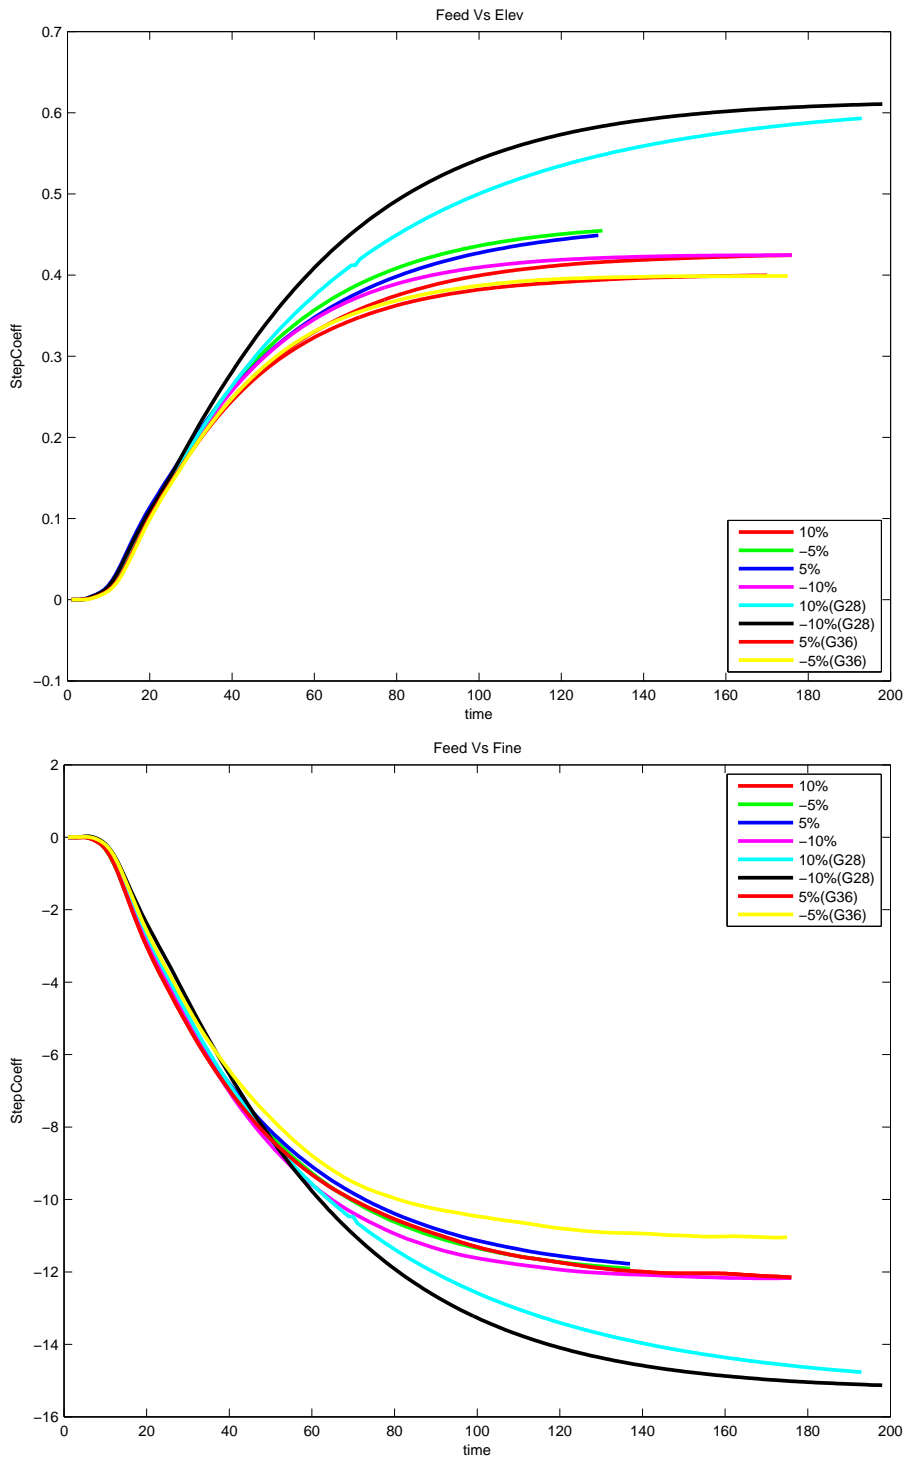 Feed Vs Elev
0.7
0.6
0.5
0.4
0.3
0.2
0.1
0
−0.1
StepCoeff
10%
−5%
5%
−10%
10%(G28)
−10%(G28)
5%(G36)
−5%(G36)
0 20 40 60 80 100 120 140 160 180 200
time
Feed Vs Fine
2
0
−2
−4
−6
−8
−10
−12
−14
−16
StepCoeff
10%
−5%
5%
−10%
10%(G28)
−10%(G28)
5%(G36)
−5%(G36)
0 20 40 60 80 100 120 140 160 180 200
time